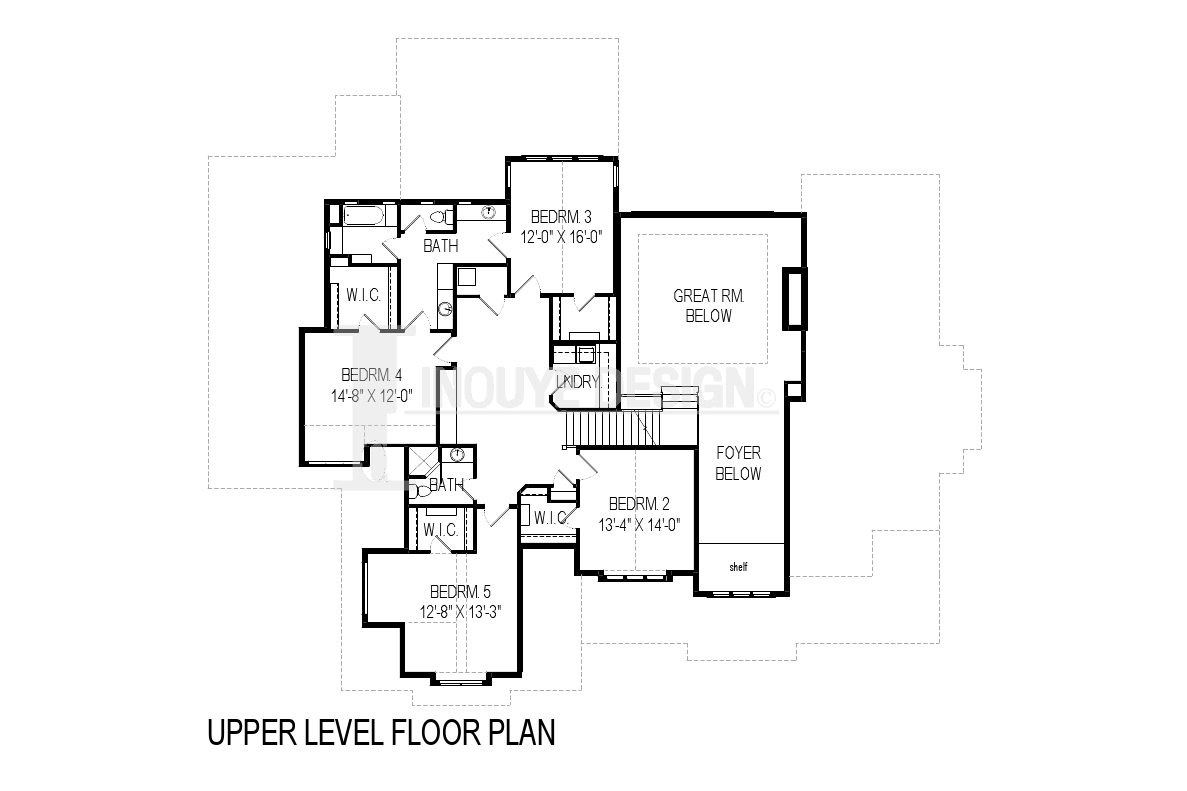 BEDRM. 3
12'-0" X 16'-0"
BATH
W.I.C.
GREAT RM.
BELOW
BEDRM. 4
14'-8" X 12'-0"
LNDRY.
INOUYE DESIGN©
FOYER
BELOW
BATH
BEDRM. 2
13'-4" X 14'-0"
W.I.C.
W.I.C.
shelf
BEDRM. 5
12'-8" X 13'-3"
UPPER LEVEL FLOOR PLAN